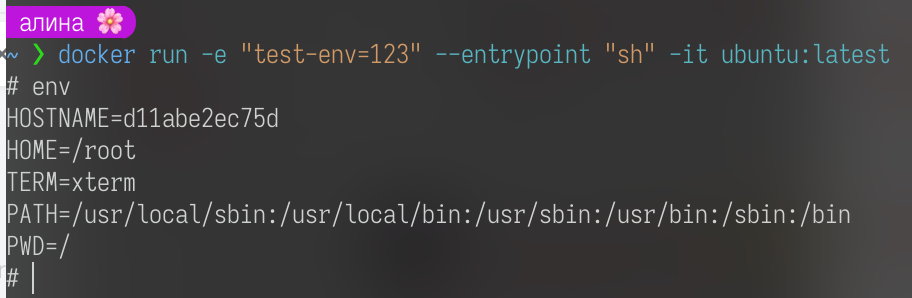 алина 🌸
~ ❯ docker run -e "test-env=123" --entrypoint "sh" -it ubuntu:latest
# env
HOSTNAME=d11abe2ec75d
HOME=/root
TERM=xterm
PATH=/usr/local/sbin:/usr/local/bin:/usr/sbin:/usr/bin:/sbin:/bin
PWD=/
#